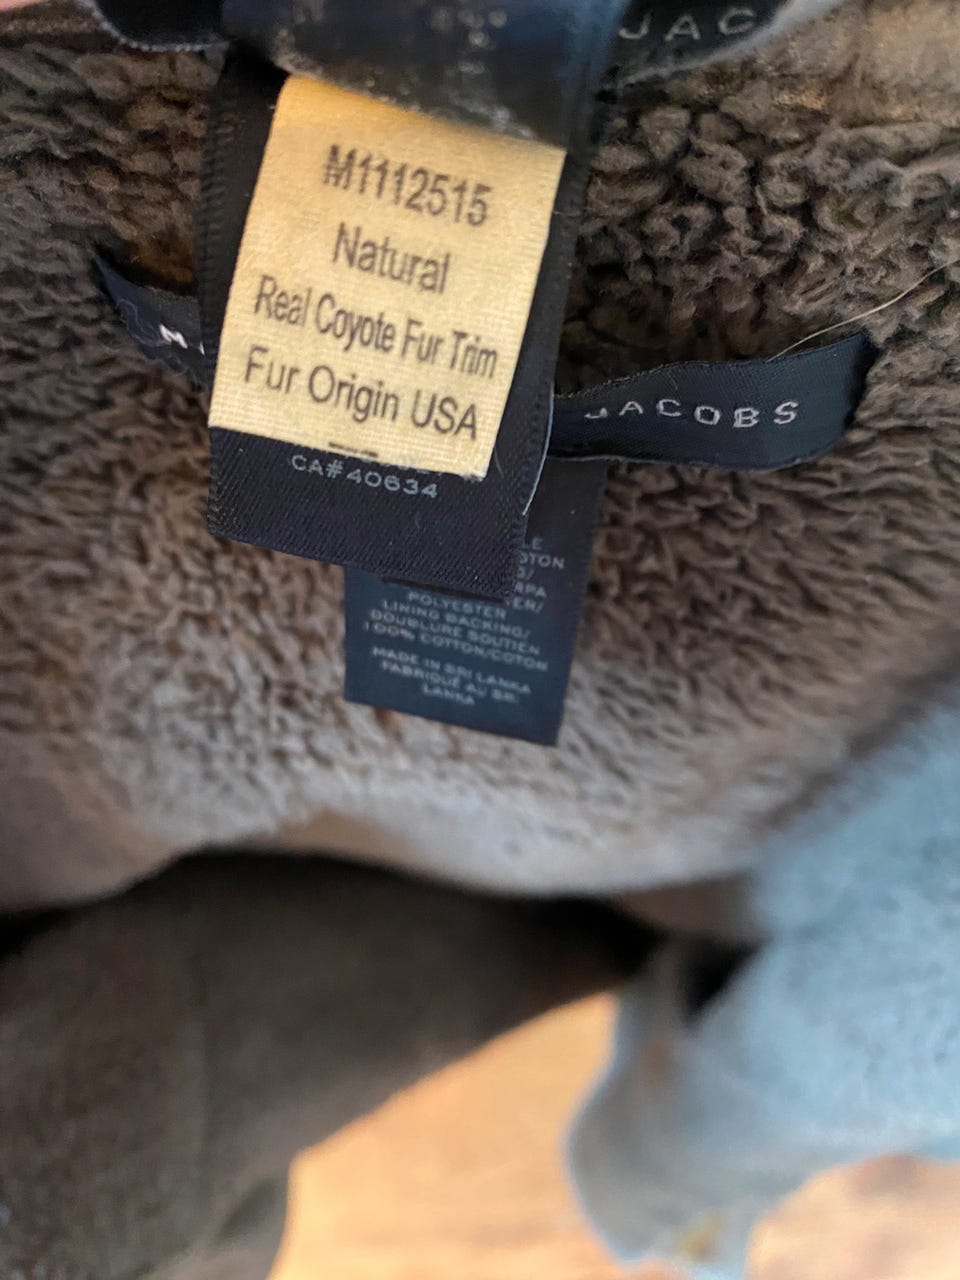 JAC
M1112515
Natural
Real Coyote Fur Trim
Fur Origin USA
M
JACOBS
CA#40634
POLYESTER
LINING BACKING/
DOUBLURE SOUTIEN
100% COTTON/COTON
MADE IN SRI LANKA
FABRIQUÉ AU SRI
LANKA